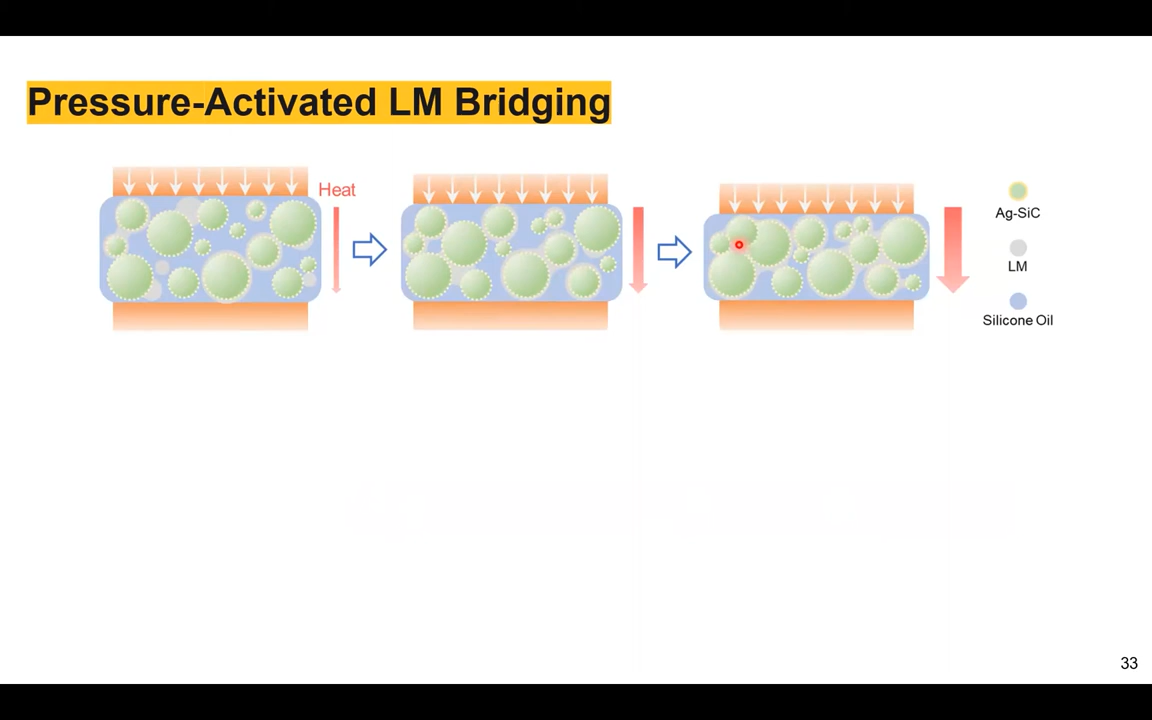 Pressure-Activated LM Bridging
Heat
Ag-SiC
LM
Silicone Oil
33